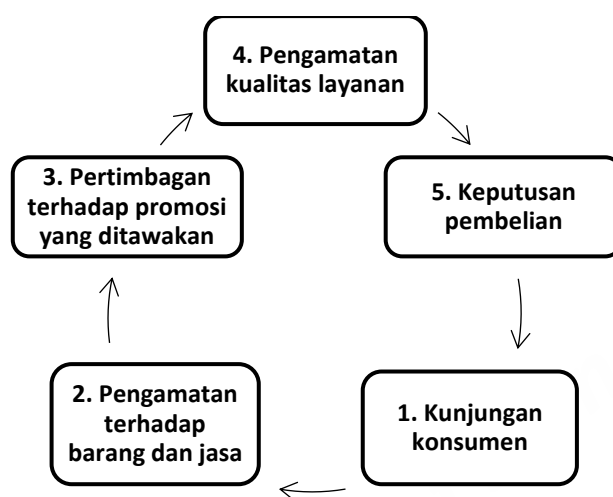 4. Pengamatan
kualitas layanan
3. Pertimbagan
terhadap promosi
yang ditawakan
5. Keputusan
pembelian
2. Pengamatan
terhadap
barang dan jasa
1. Kunjungan
konsumen